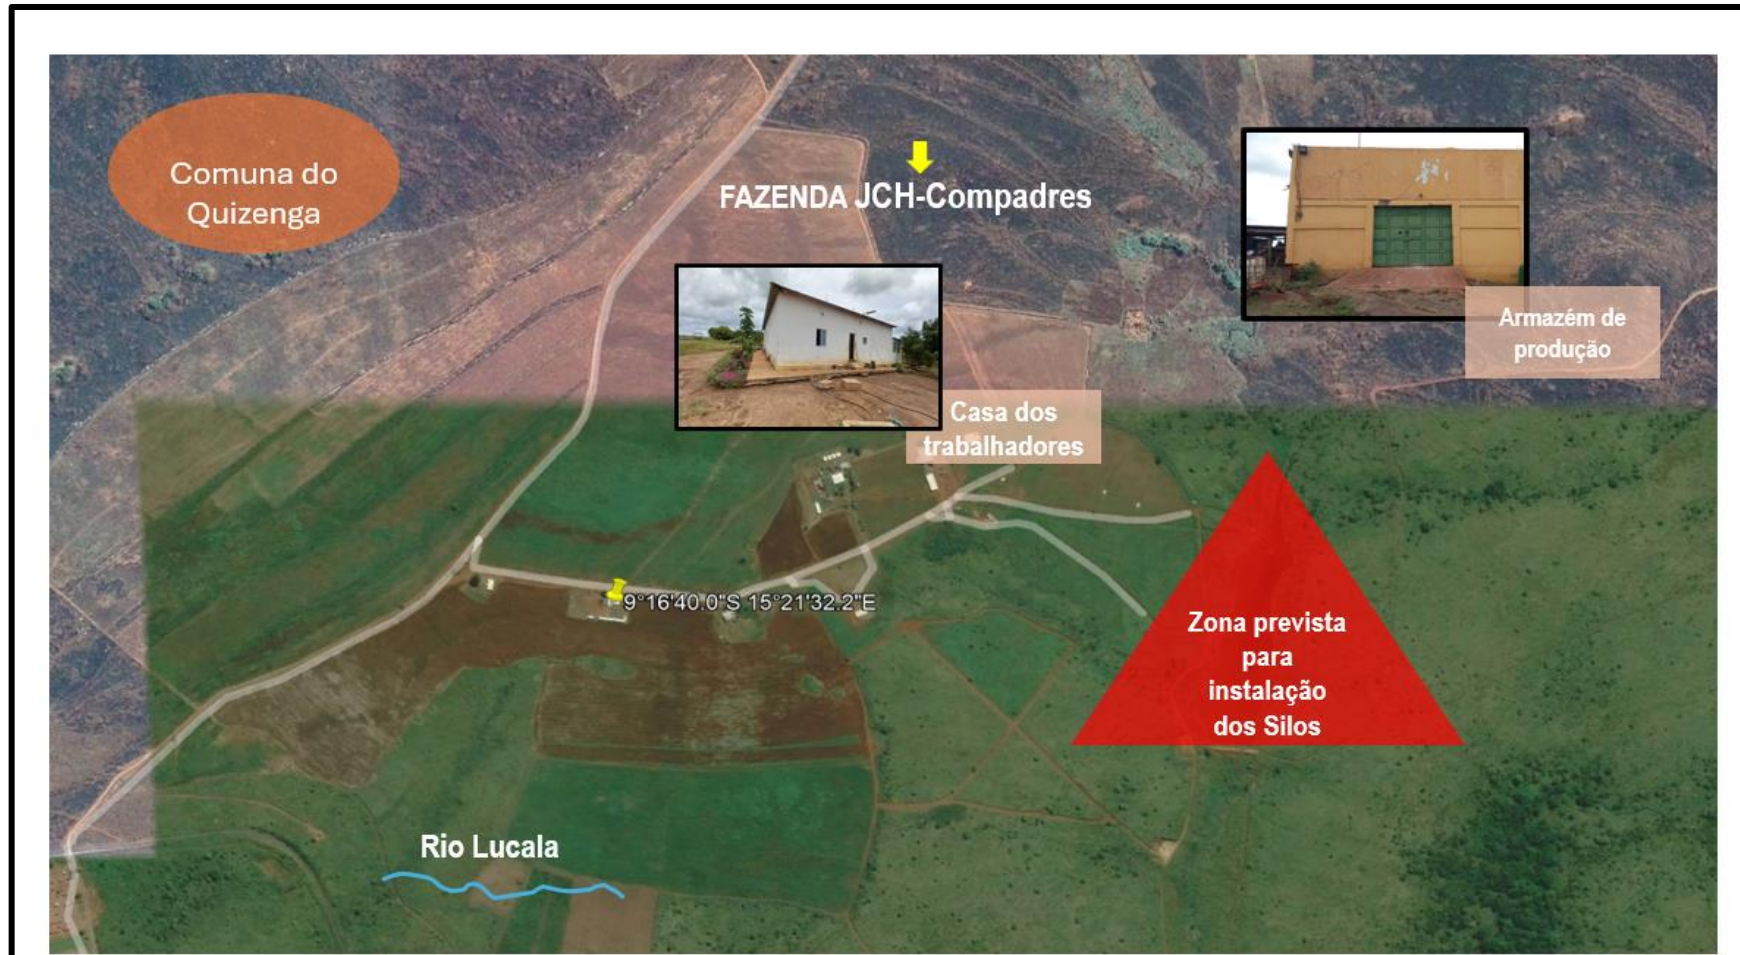 Comuna do
Quizenga
FAZENDA JCH-Compadres
Armazém de
produção
Casa dos
trabalhadores
9°16'40.0"S 15°21'32.2"E
Zona prevista
para
instalação
dos Silos
Rio Lucala